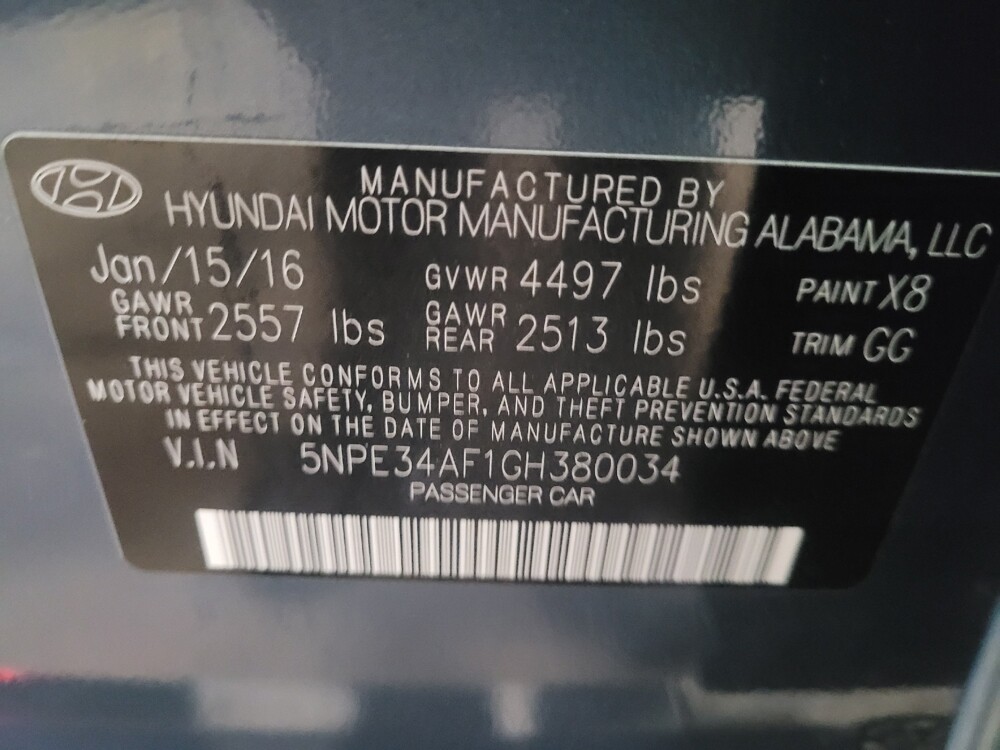 MANUFACTURED BY
HYUNDAI MOTOR MANUFACTURING ALABAMA, LLC
Jan/15/16 GVWR 4497 lbs PAINT X8
GAWR FRONT 2557 lbs GAWR REAR 2513 lbs TRIM GG
THIS VEHICLE CONFORMS TO ALL APPLICABLE U.S.A. FEDERAL
MOTOR VEHICLE SAFETY, BUMPER, AND THEFT PREVENTION STANDARDS
IN EFFECT ON THE DATE OF MANUFACTURE SHOWN ABOVE
V.I.N 5NPE34AF1GH380034
PASSENGER CAR